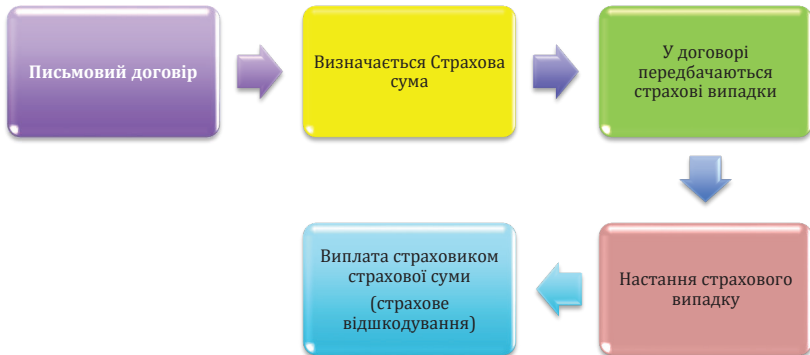 Письмовий договір
Визначається Страхова
сума
У договорі
передбачаються
страхові випадки
Настання страхового
випадку
Виплата страховиком
страхової суми
(страхове
відшкодування)